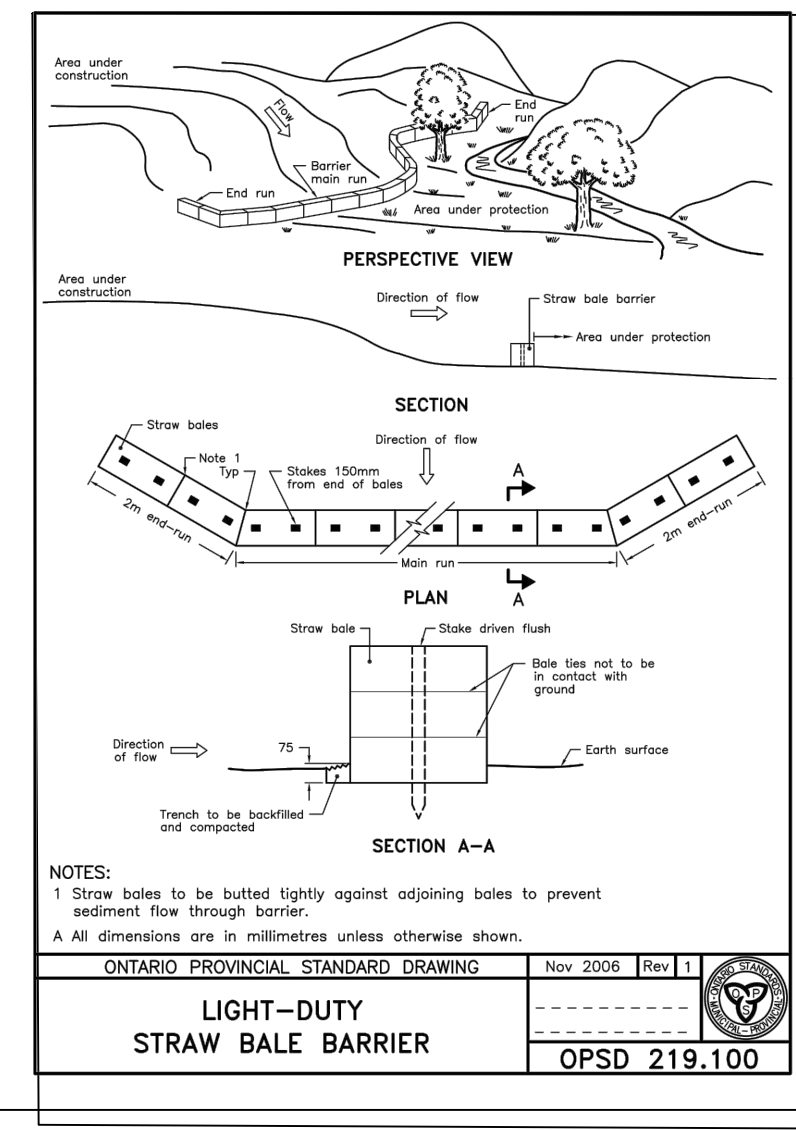 Area under
construction
Flow
End
run
Barrier
main run
End run
Area under protection
PERSPECTIVE VIEW
Area under
construction
Direction of flow
Straw bale barrier
Area under protection
SECTION
Straw bales
Direction of flow
Note 1
Typ
Stakes 150mm
from end of bales
A
2m end-run
2m end-run
Main run
PLAN
A
Straw bale
Stake driven flush
Bale ties not to be
in contact with
ground
Direction
of flow
75
Earth surface
Trench to be backfilled
and compacted
SECTION A-A
NOTES:
1 Straw bales to be butted tightly against adjoining bales to prevent
sediment flow through barrier.
A All dimensions are in millimetres unless otherwise shown.
ONTARIO PROVINCIAL STANDARD DRAWING
Nov 2006 Rev 1
LIGHT-DUTY
STRAW BALE BARRIER
OPSD 219.100
ONTARIO STANDARDS
MUNICIPAL-PROVINCIAL
O P
S